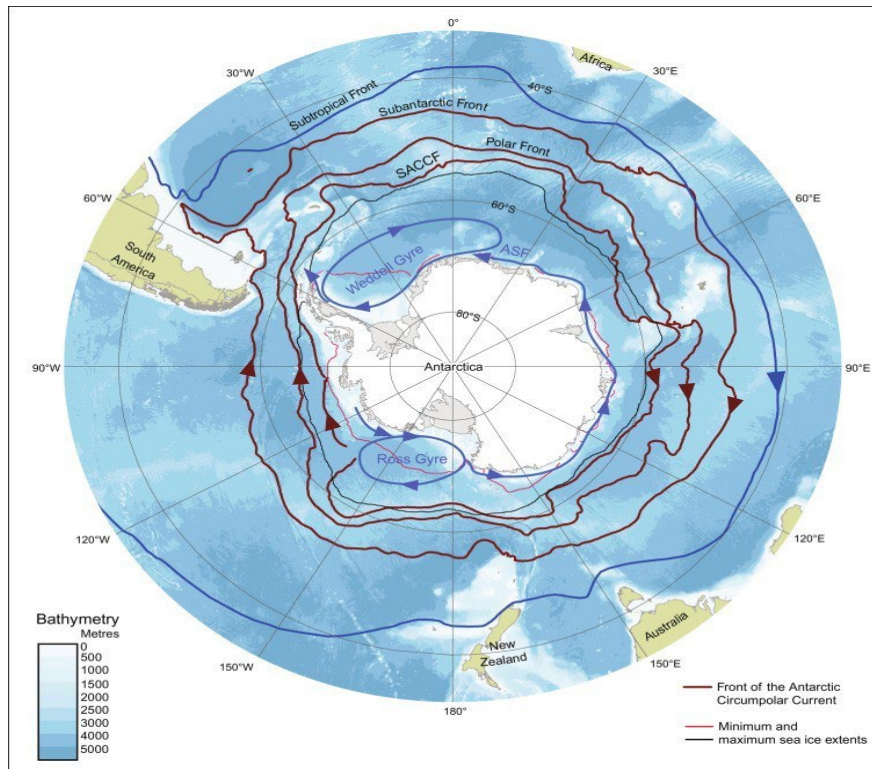 0°
30°W
Africa
30°E
40°S
Subtropical Front
Subantarctic Front
Polar Front
SACCF
60°W
60°E
60°S
South
America
Weddell Gyre
ASF
80°S
90°W
Antarctica
90°E
Ross Gyre
120°W
120°E
Bathymetry
Metres
0
500
1000
1500
2000
2500
3000
4000
5000
150°W
New
Zealand
Australia
150°E
180°
Front of the Antarctic
Circumpolar Current
Minimum and
maximum sea ice extents